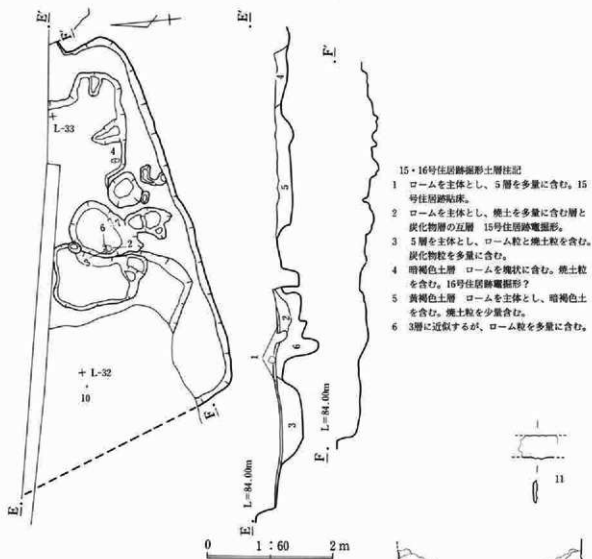 E'
F'
E'
F'
L-33
4
4
15・16号住居跡掘形土層注記
1 ロームを主体とし、5層を多量に含む。15
号住居跡貼床。
2 ロームを主体とし、焼土を多量に含む層と
炭化物層の互層 15号住居跡竈掘形。
3 5層を主体とし、ローム粒と焼土粒を含む。
炭化物粒を多量に含む。
4 暗褐色土層 ロームを塊状に含む。焼土粒
を含む。16号住居跡竈掘形？
5 黄褐色土層 ロームを主体とし、暗褐色土
を含む。焼土粒を少量含む。
6 3層に近似するが、ローム粒を多量に含む。
5
6
2
2
6
1
3
L-32
10
F
E
L=84.00m
E
L=84.00m
F
11
0 1：60 2m